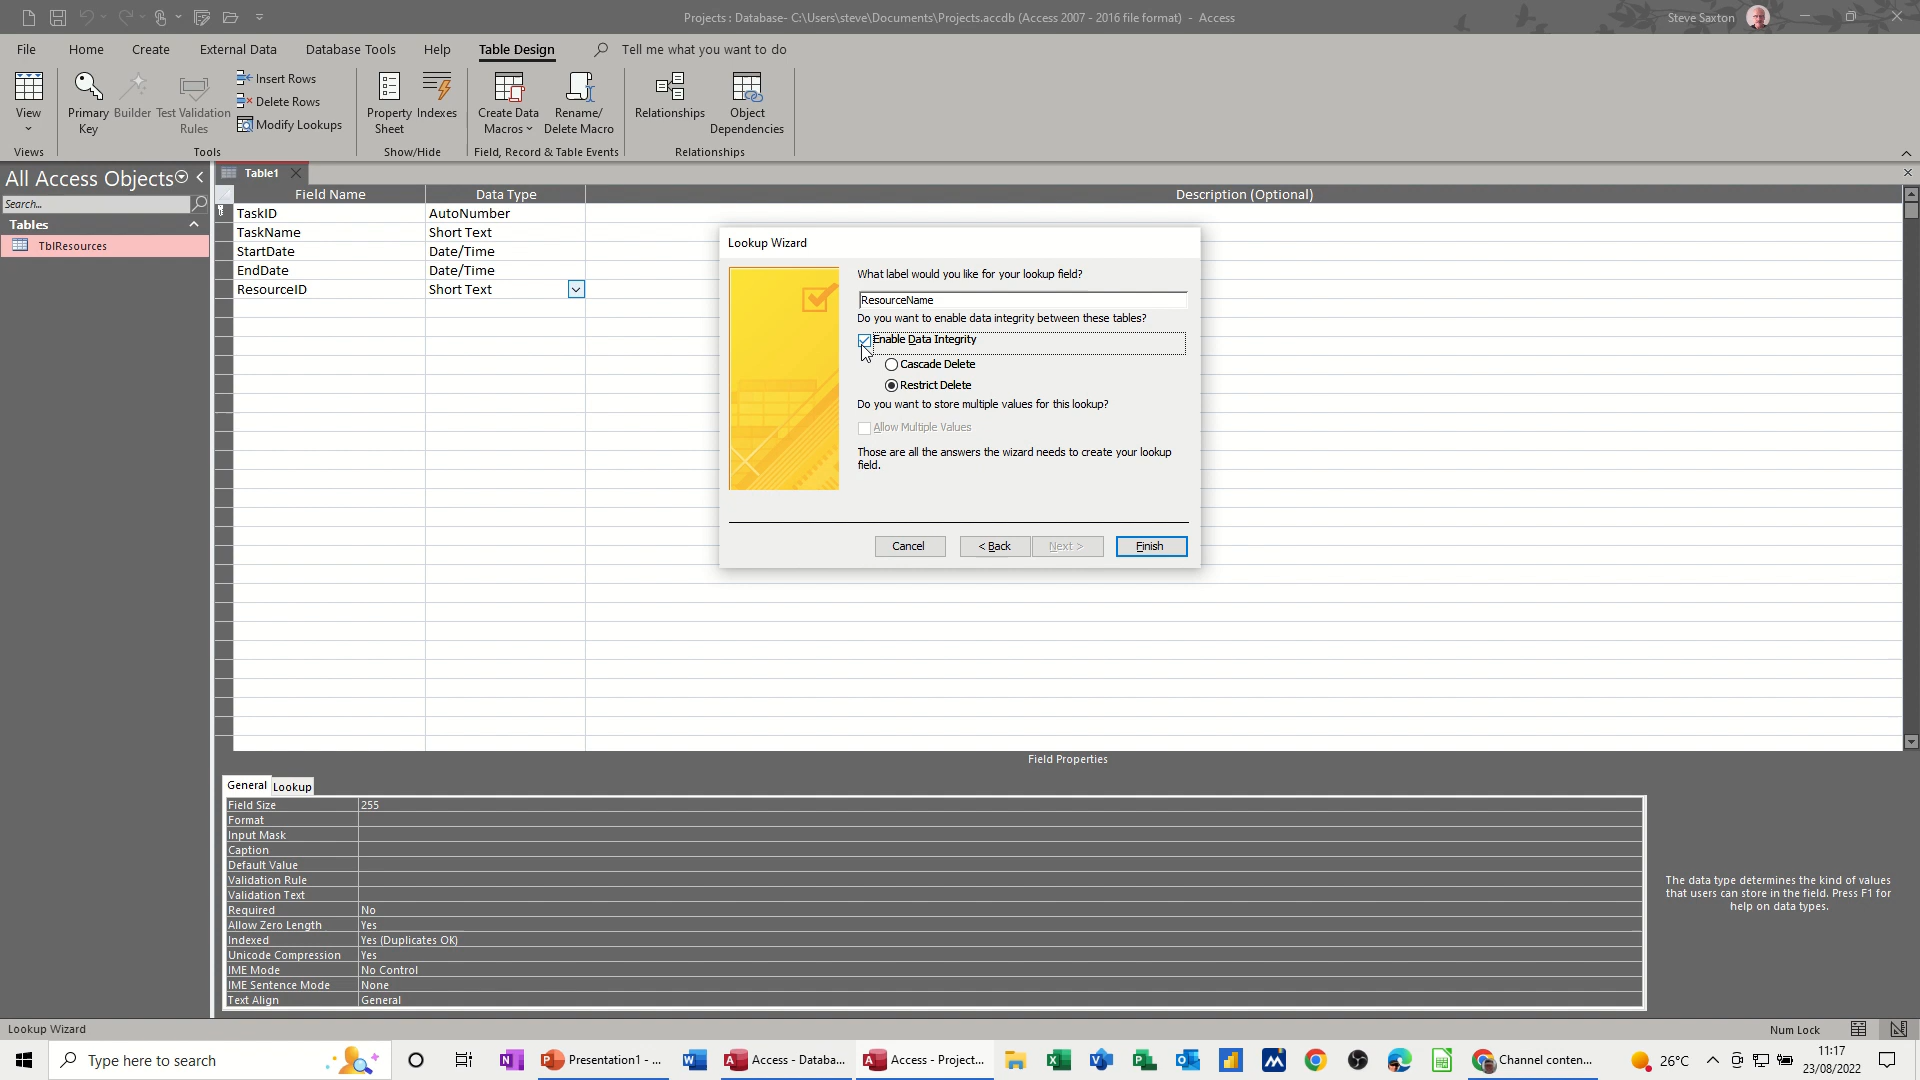 Projects : Database- C:\Users\steve\Documents\Projects.accdb (Access 2007 - 2016 file format) - Access
Steve Saxton
File
Home
Create
External Data
Database Tools
Help
Table Design
Tell me what you want to do
View
Primary Key
Builder
Test Validation Rules
Insert Rows
Delete Rows
Modify Lookups
Property Sheet
Indexes
Create Data Macros
Rename/ Delete Macro
Relationships
Object Dependencies
Views
Tools
Show/Hide
Field, Record & Table Events
Relationships
All Access Objects
Search...
Tables
TblResources
Table1
Field Name
Data Type
Description (Optional)
TaskID AutoNumber
TaskName Short Text
StartDate Date/Time
EndDate Date/Time
ResourceID Short Text
Lookup Wizard
What label would you like for your lookup field?
ResourceName
Do you want to enable data integrity between these tables?
Enable Data Integrity
Cascade Delete
Restrict Delete
Do you want to store multiple values for this lookup?
Allow Multiple Values
Those are all the answers the wizard needs to create your lookup
field.
Cancel
< Back
Next >
Finish
Field Properties
General
Lookup
Field Size 255
Format
Input Mask
Caption
Default Value
Validation Rule
Validation Text
Required No
Allow Zero Length Yes
Indexed Yes (Duplicates OK)
Unicode Compression Yes
IME Mode No Control
IME Sentence Mode None
Text Align General
The data type determines the kind of values
that users can store in the field. Press F1 for
help on data types.
Lookup Wizard
Num Lock
Type here to search
Presentation1 - ...
Access - Databa...
Access - Project...
Channel conten...
26°C
11:17
23/08/2022